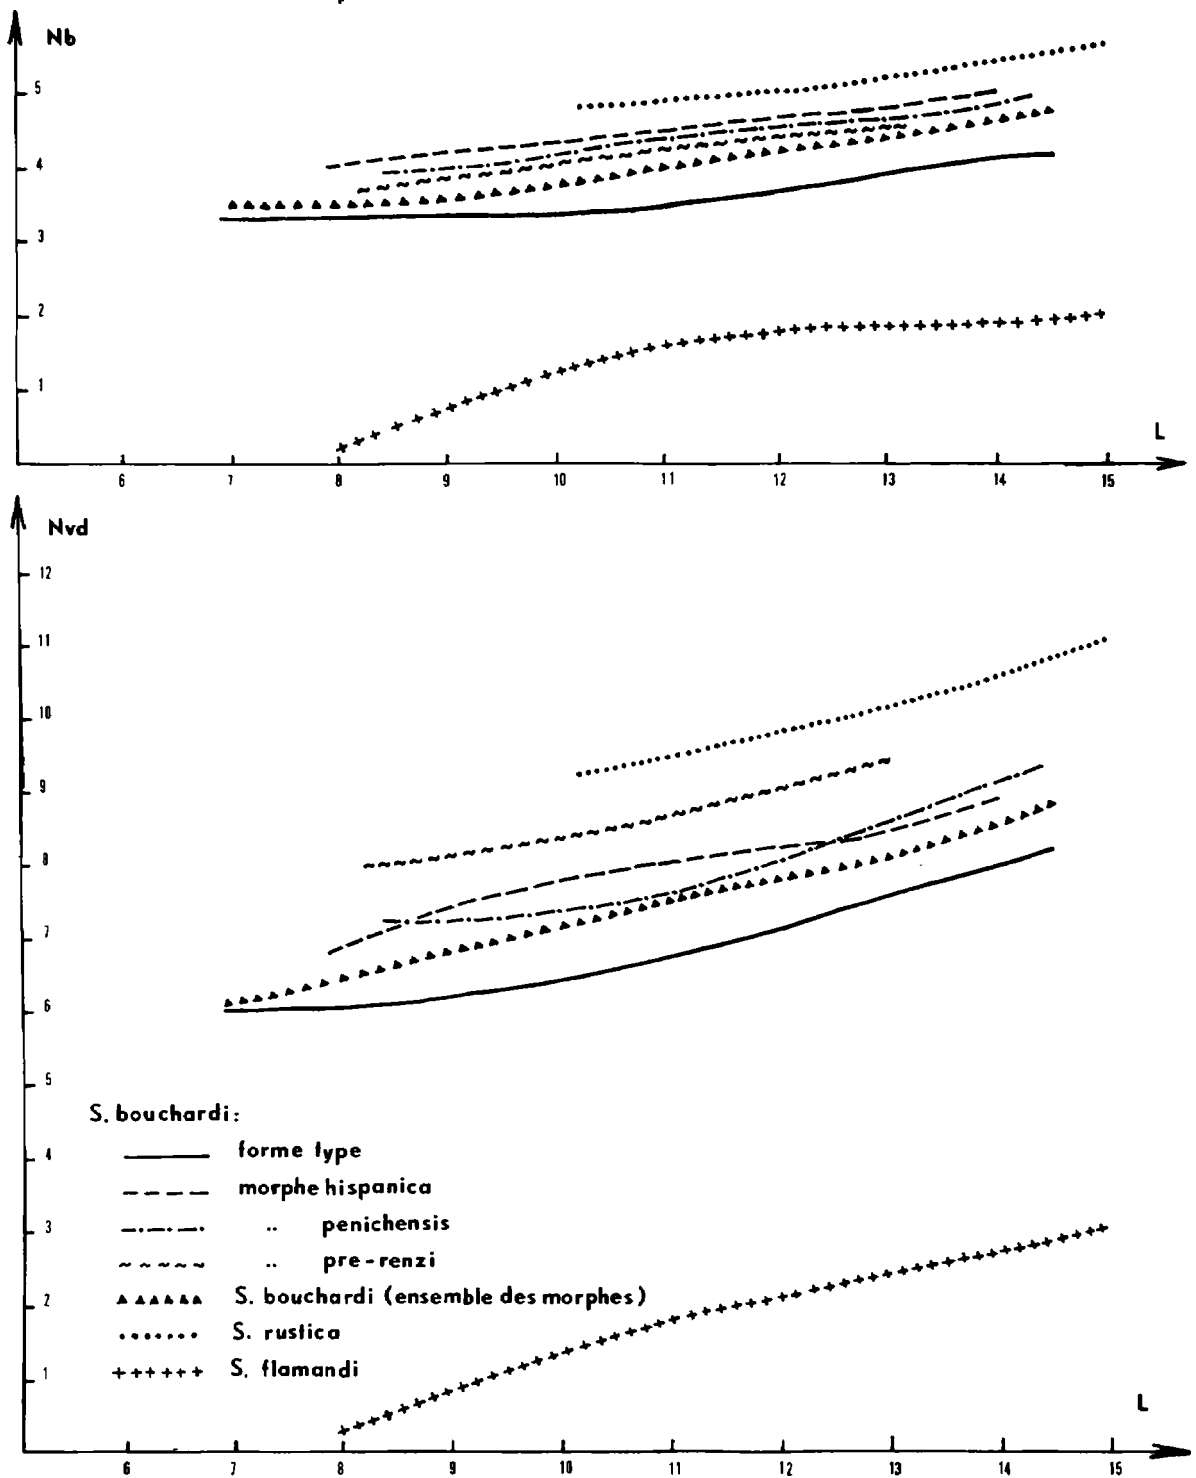 Nb
5
4
3
2
1
L
6 7 8 9 10 11 12 13 14 15
Nvd
12
11
10
9
8
7
6
5
S. bouchardi:
forme type
4
morphe hispanica
3
.. penichensis
.. pre-renzi
2
S. bouchardi (ensemble des morphes)
S. rustica
1
S. flamandi
L
6 7 8 9 10 11 12 13 14 15